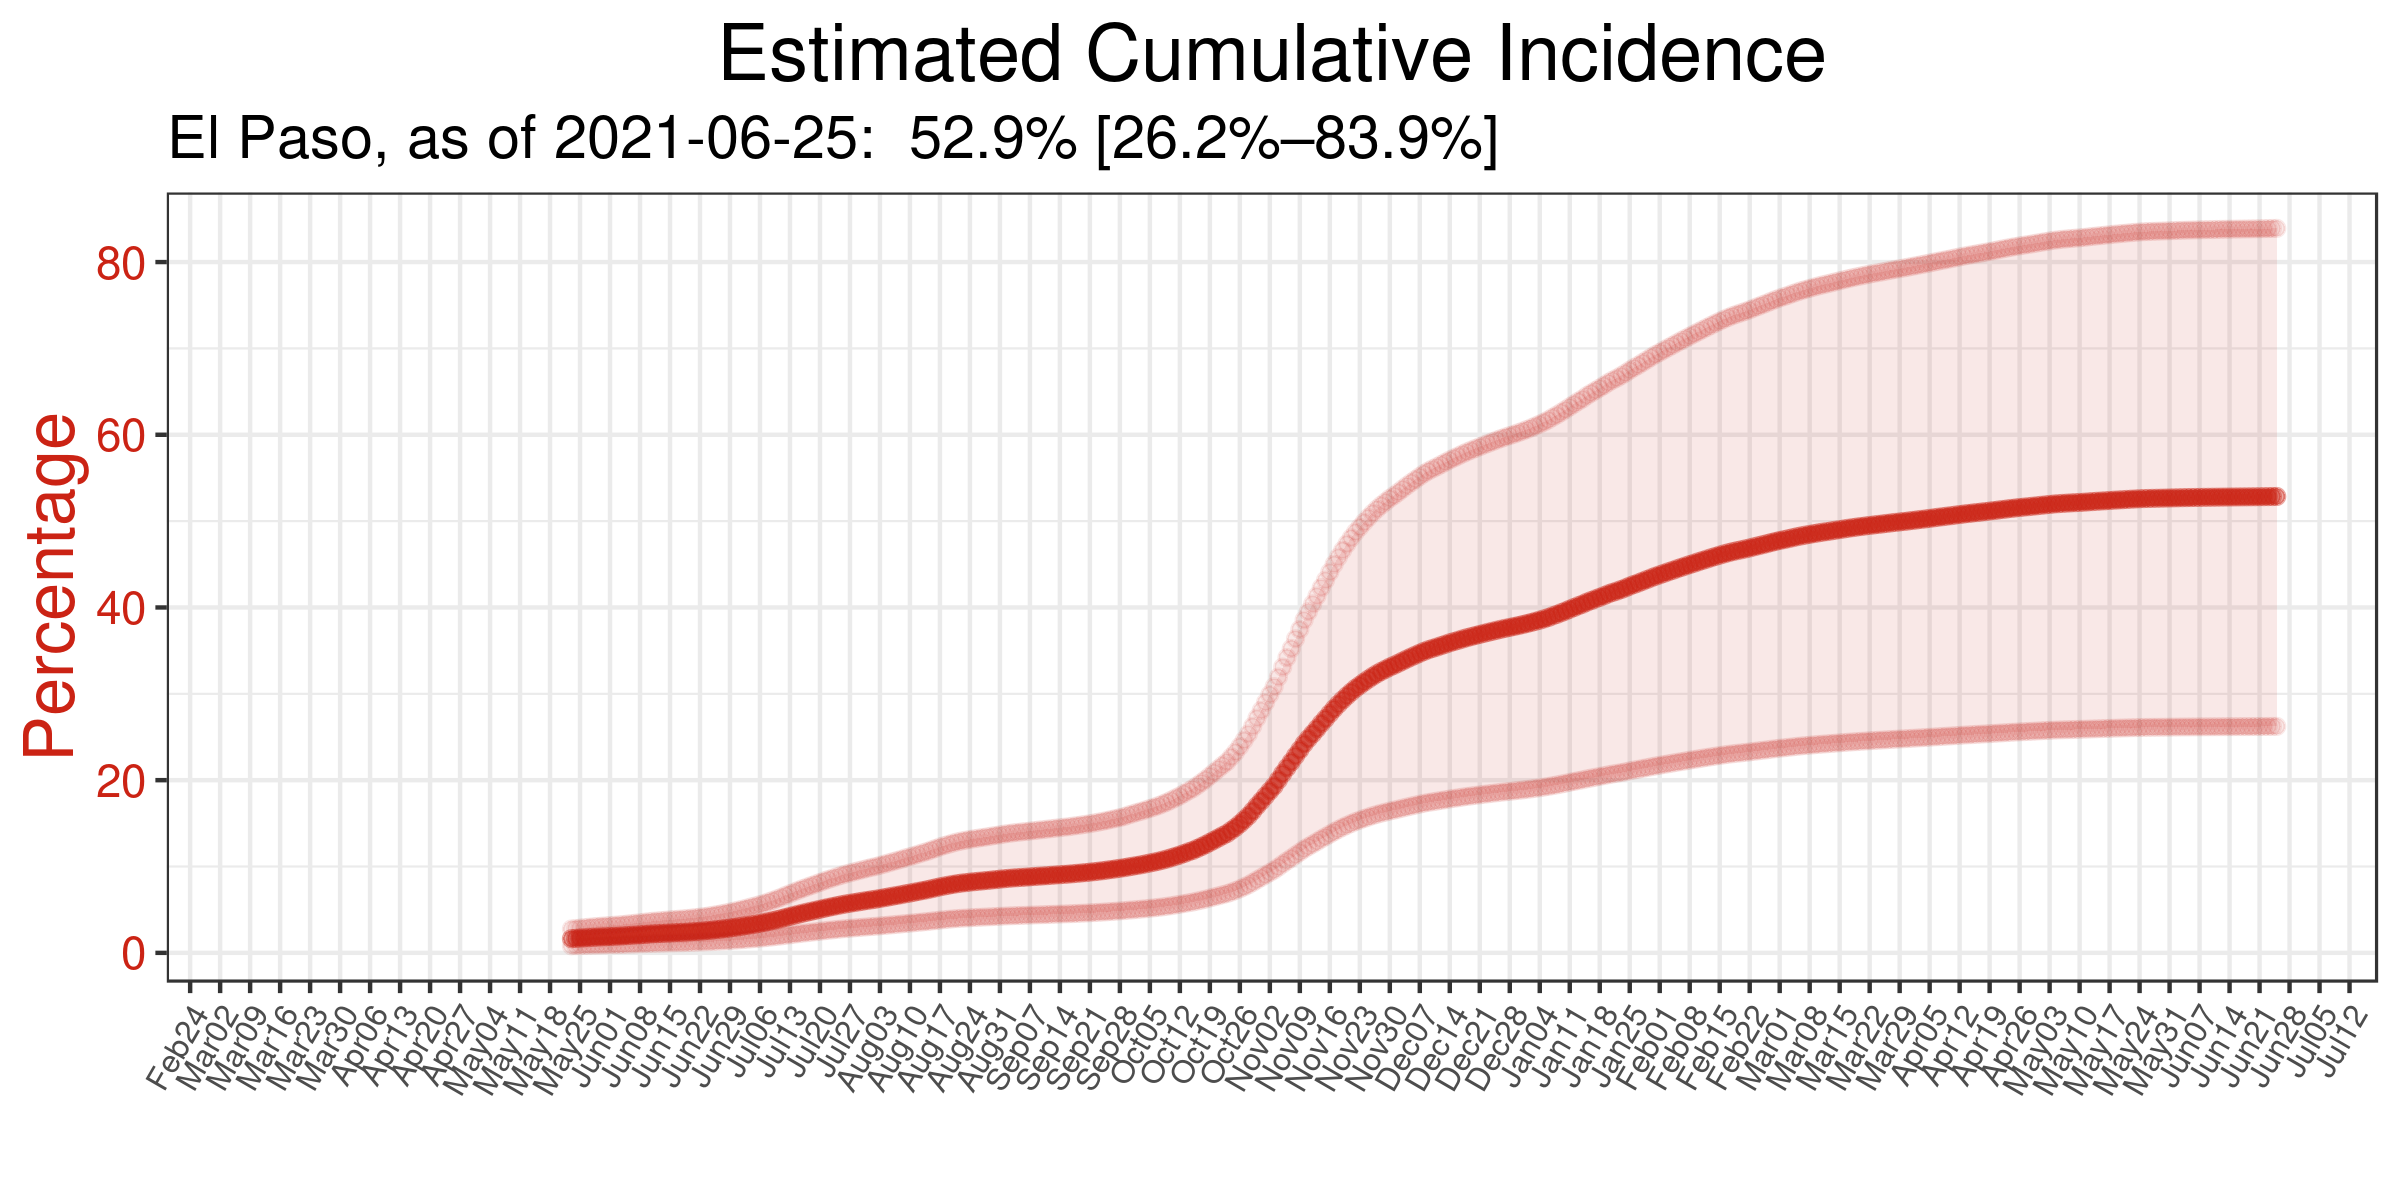 Estimated Cumulative Incidence
El Paso, as of 2021-06-25:  52.9% [26.2%–83.9%]
Percentage
80
60
40
20
0
Feb24
Mar02
Mar09
Mar16
Mar23
Mar30
Apr06
Apr13
Apr20
Apr27
May04
May11
May18
May25
Jun01
Jun08
Jun15
Jun22
Jun29
Jul06
Jul13
Jul20
Jul27
Aug03
Aug10
Aug17
Aug24
Aug31
Sep07
Sep14
Sep21
Sep28
Oct05
Oct12
Oct19
Oct26
Nov02
Nov09
Nov16
Nov23
Nov30
Dec07
Dec14
Dec21
Dec28
Jan04
Jan11
Jan18
Jan25
Feb01
Feb08
Feb15
Feb22
Mar01
Mar08
Mar15
Mar22
Mar29
Apr05
Apr12
Apr19
Apr26
May03
May10
May17
May24
May31
Jun07
Jun14
Jun21
Jun28
Jul05
Jul12